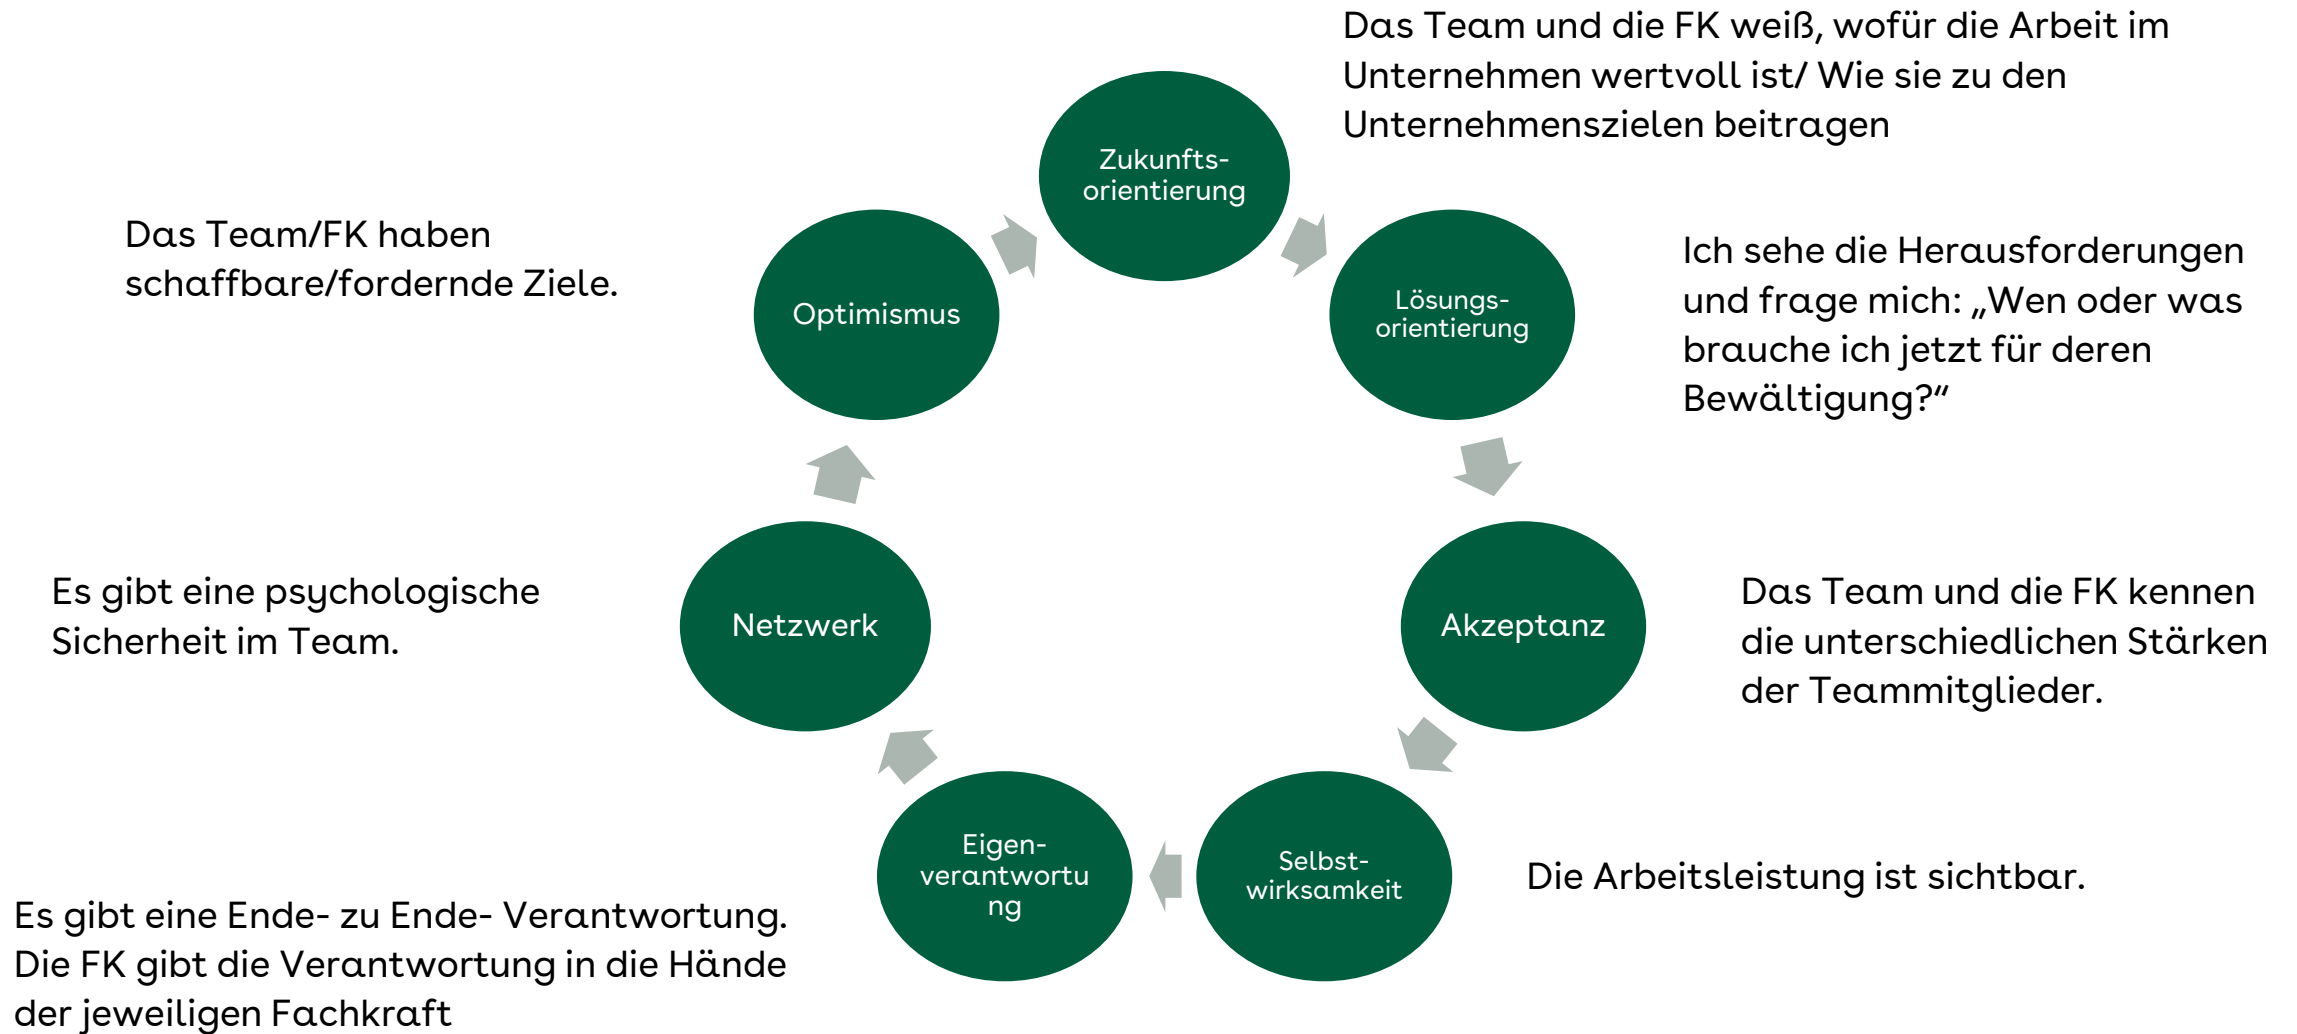 Das Team und die FK weiß, wofür die Arbeit im
Unternehmen wertvoll ist/ Wie sie zu den
Unternehmenszielen beitragen
Zukunfts-
orientierung
Das Team/FK haben
schaffbare/fordernde Ziele.
Optimismus
Lösungs-
orientierung
Ich sehe die Herausforderungen
und frage mich: „Wen oder was
brauche ich jetzt für deren
Bewältigung?“
Es gibt eine psychologische
Sicherheit im Team.
Netzwerk
Akzeptanz
Das Team und die FK kennen
die unterschiedlichen Stärken
der Teammitglieder.
Eigen-
verantwortu
ng
Selbst-
wirksamkeit
Die Arbeitsleistung ist sichtbar.
Es gibt eine Ende- zu Ende- Verantwortung.
Die FK gibt die Verantwortung in die Hände
der jeweiligen Fachkraft